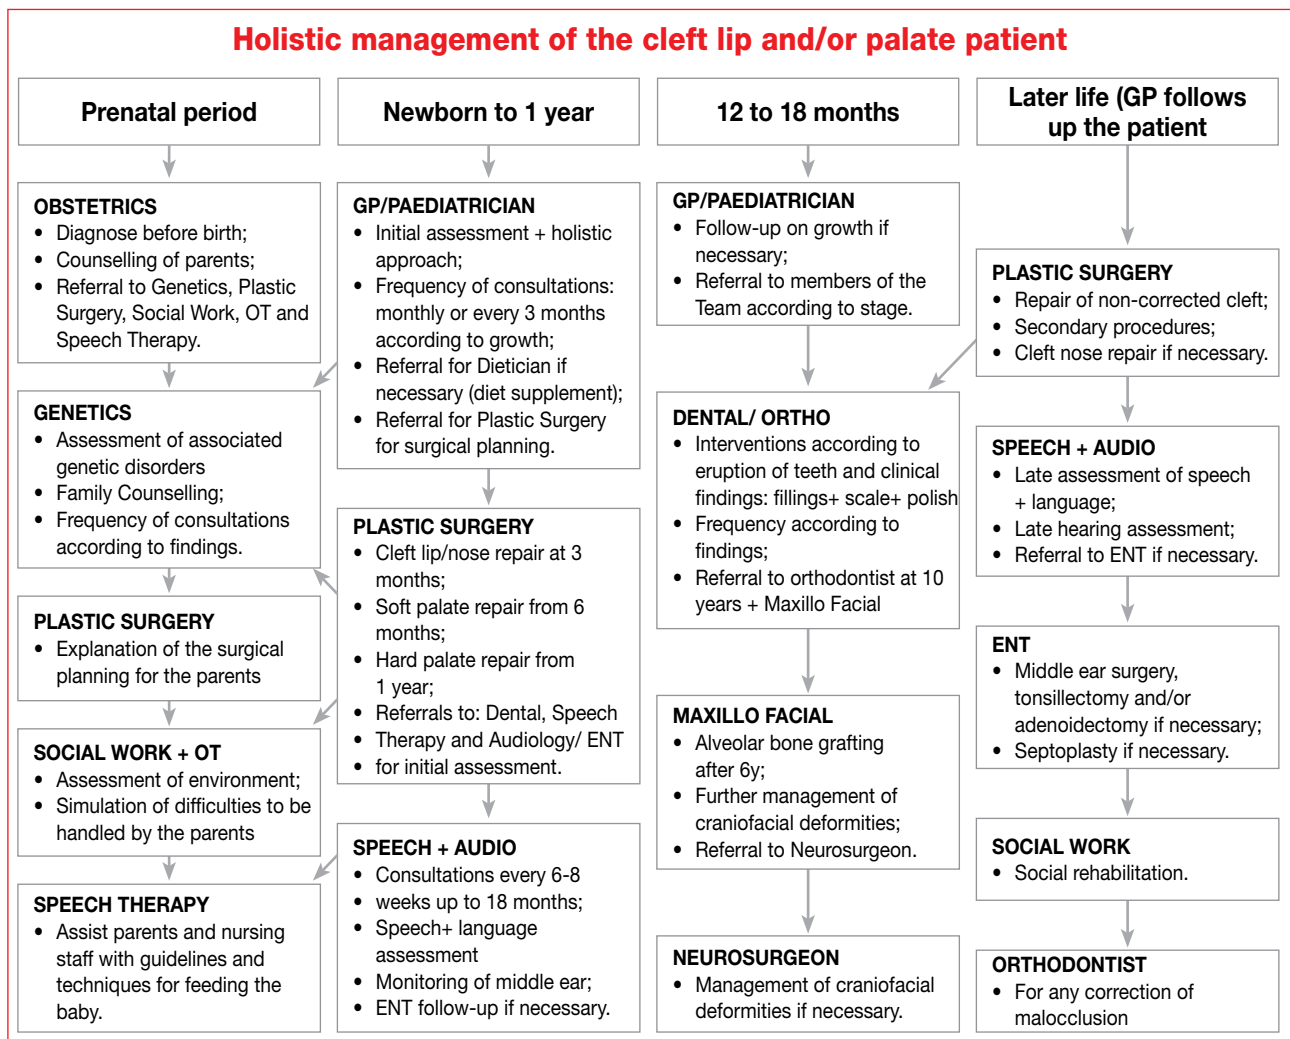 Holistic management of the cleft lip and/or palate patient
Prenatal period
OBSTETRICS
• Diagnose before birth;
• Counselling of parents;
• Referral to Genetics, Plastic
Surgery, Social Work, OT and
Speech Therapy.
GENETICS
• Assessment of associated
genetic disorders
• Family Counselling;
• Frequency of consultations
according to findings.
PLASTIC SURGERY
• Explanation of the surgical
planning for the parents
SOCIAL WORK + OT
• Assessment of environment;
• Simulation of difficulties to be
handled by the parents
SPEECH THERAPY
• Assist parents and nursing
staff with guidelines and
techniques for feeding the
baby.
Newborn to 1 year
GP/PAEDIATRICIAN
• Initial assessment + holistic
approach;
• Frequency of consultations:
monthly or every 3 months
according to growth;
• Referral for Dietician if
necessary (diet supplement);
• Referral for Plastic Surgery
for surgical planning.
PLASTIC SURGERY
• Cleft lip/nose repair at 3
months;
• Soft palate repair from 6
months;
• Hard palate repair from
1 year;
• Referrals to: Dental, Speech
• Therapy and Audiology/ ENT
• for initial assessment.
SPEECH + AUDIO
• Consultations every 6-8
• weeks up to 18 months;
• Speech+ language
assessment
• Monitoring of middle ear;
• ENT follow-up if necessary.
12 to 18 months
GP/PAEDIATRICIAN
• Follow-up on growth if
necessary;
• Referral to members of the
Team according to stage.
DENTAL/ ORTHO
• Interventions according to
eruption of teeth and clinical
findings: fillings+ scale+ polish
• Frequency according to
findings;
• Referral to orthodontist at 10
years + Maxillo Facial
MAXILLO FACIAL
• Alveolar bone grafting
after 6y;
• Further management of
craniofacial deformities;
• Referral to Neurosurgeon.
NEUROSURGEON
• Management of craniofacial
deformities if necessary.
Later life (GP follows
up the patient
PLASTIC SURGERY
• Repair of non-corrected cleft;
• Secondary procedures;
• Cleft nose repair if necessary.
SPEECH + AUDIO
• Late assessment of speech
+ language;
• Late hearing assessment;
• Referral to ENT if necessary.
ENT
• Middle ear surgery,
tonsillectomy and/or
adenoidectomy if necessary;
• Septoplasty if necessary.
SOCIAL WORK
• Social rehabilitation.
ORTHODONTIST
• For any correction of
malocclusion